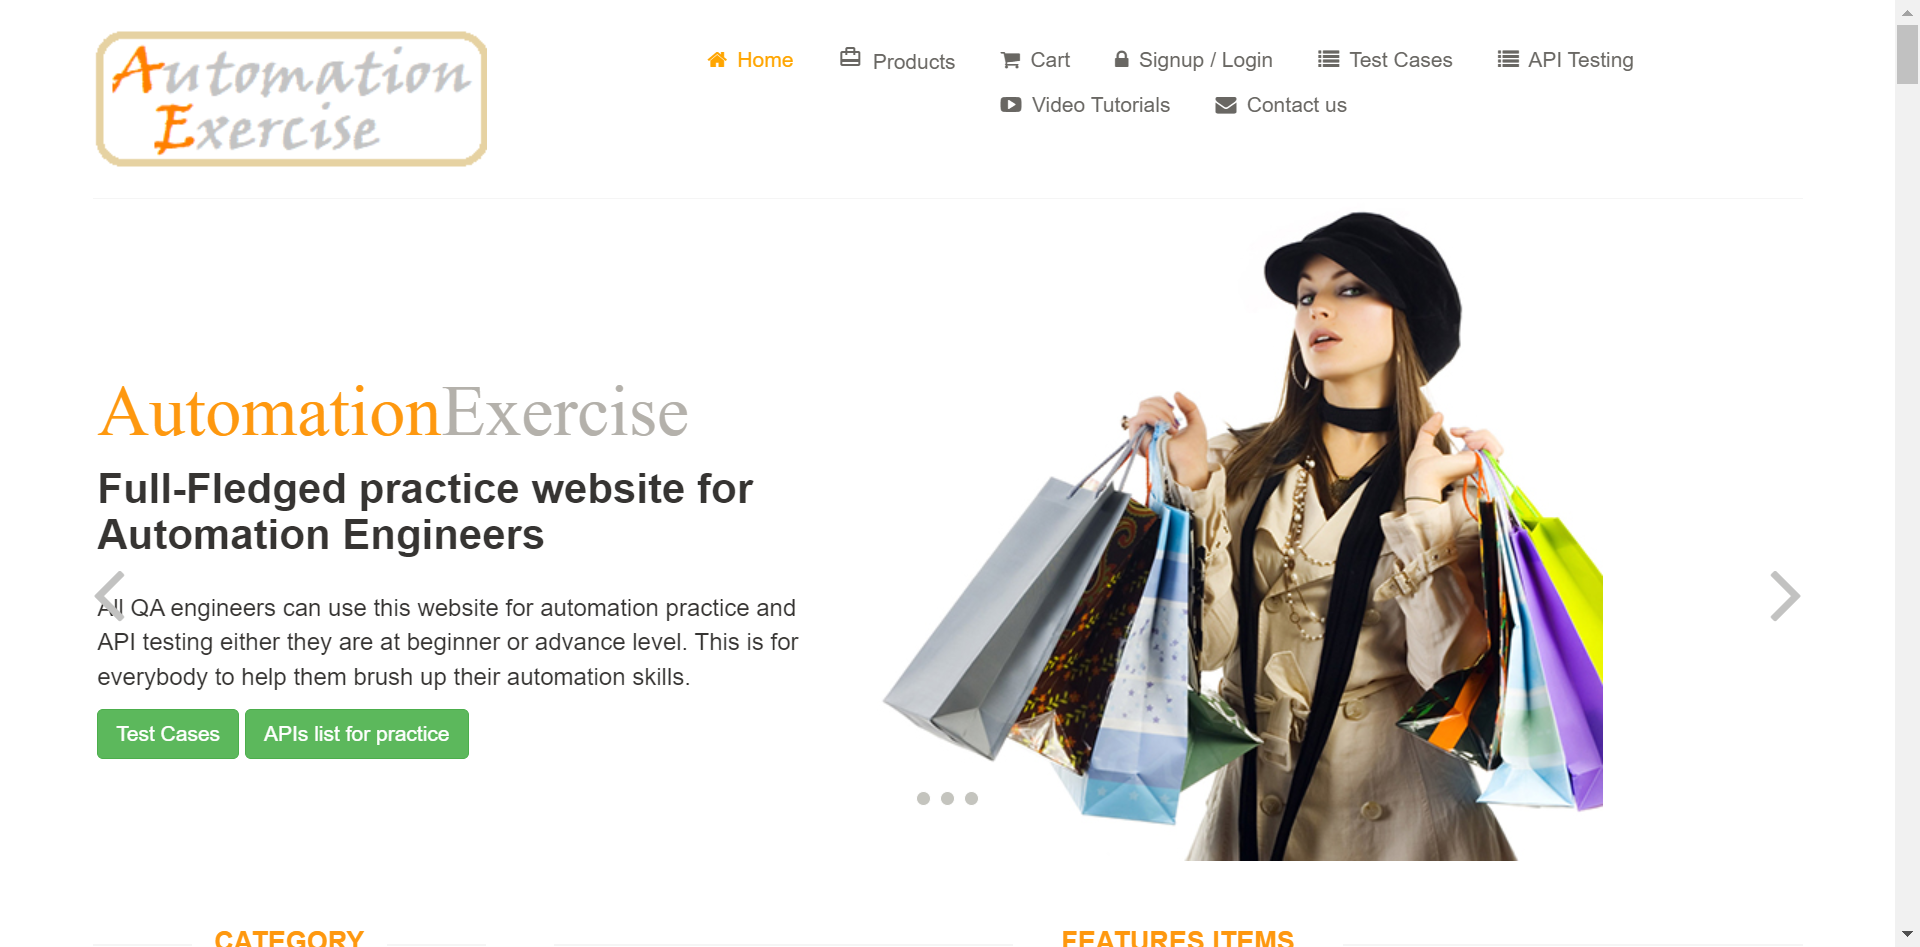 Automation
Exercise
Home Products Cart Signup / Login Test Cases API Testing
Video Tutorials Contact us
AutomationExercise
Full-Fledged practice website for
Automation Engineers
All QA engineers can use this website for automation practice and
API testing either they are at beginner or advance level. This is for
everybody to help them brush up their automation skills.
Test Cases APIs list for practice
CATEGORY FEATURES ITEMS